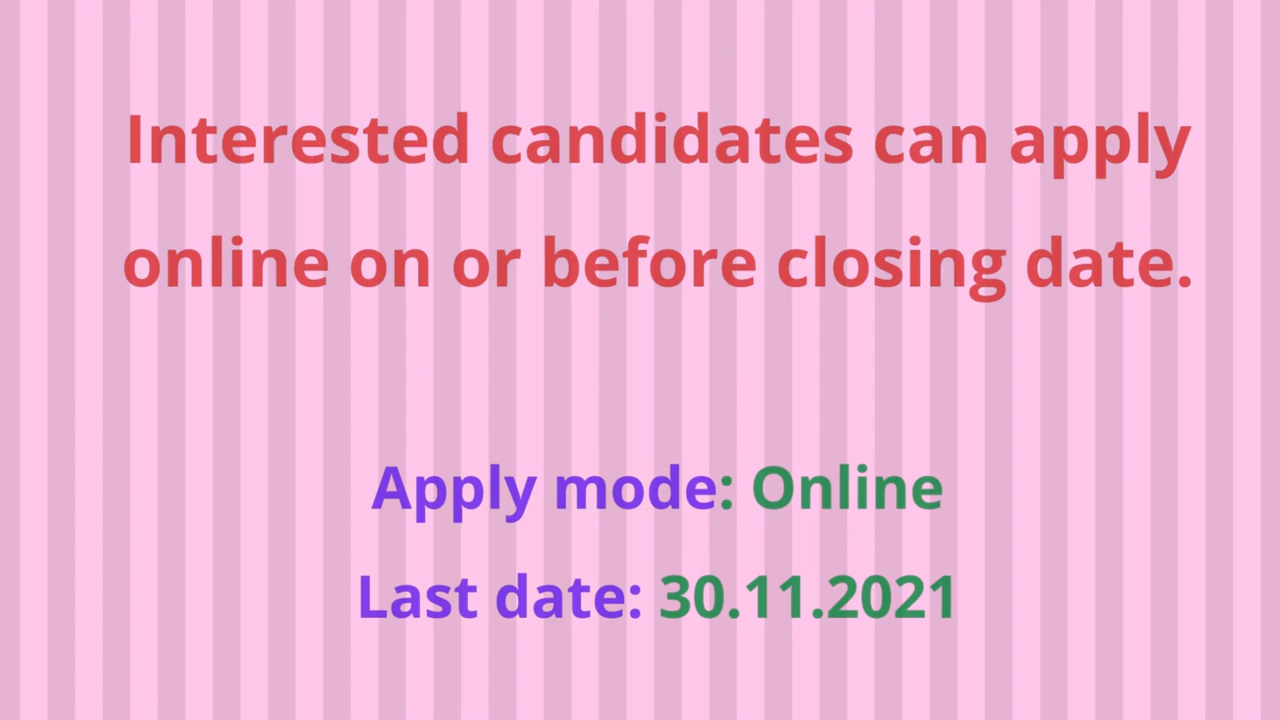 Interested candidates can apply
online on or before closing date.
Apply mode: Online
Last date: 30.11.2021